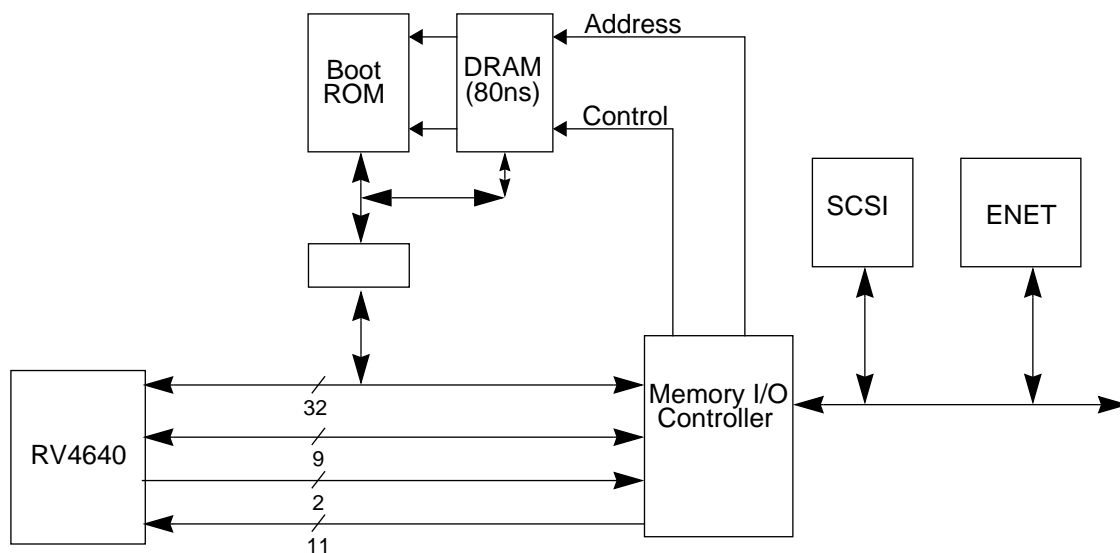 Address
Boot
ROM
DRAM
(80ns)
Control
SCSI
ENET
RV4640
32
9
2
11
Memory I/O
Controller